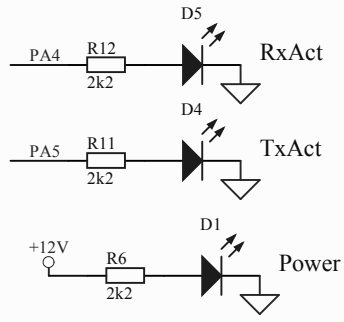 D5
PA4 R12 RxAct
2k2
D4
PA5 R11 TxAct
2k2
D1
+12V R6 Power
2k2